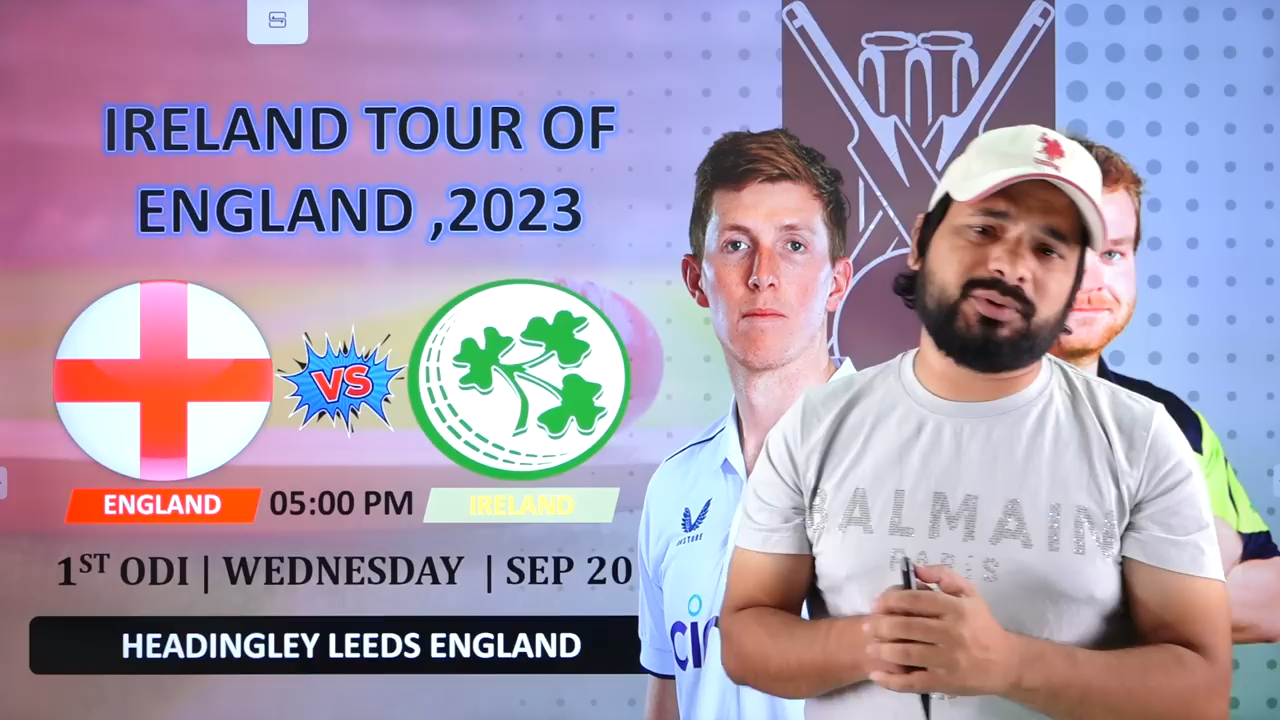 IRELAND TOUR OF
ENGLAND ,2023
VS
ENGLAND
05:00 PM
IRELAND
1ST ODI | WEDNESDAY | SEP 20
HEADINGLEY LEEDS ENGLAND
BALMAIN
PARIS